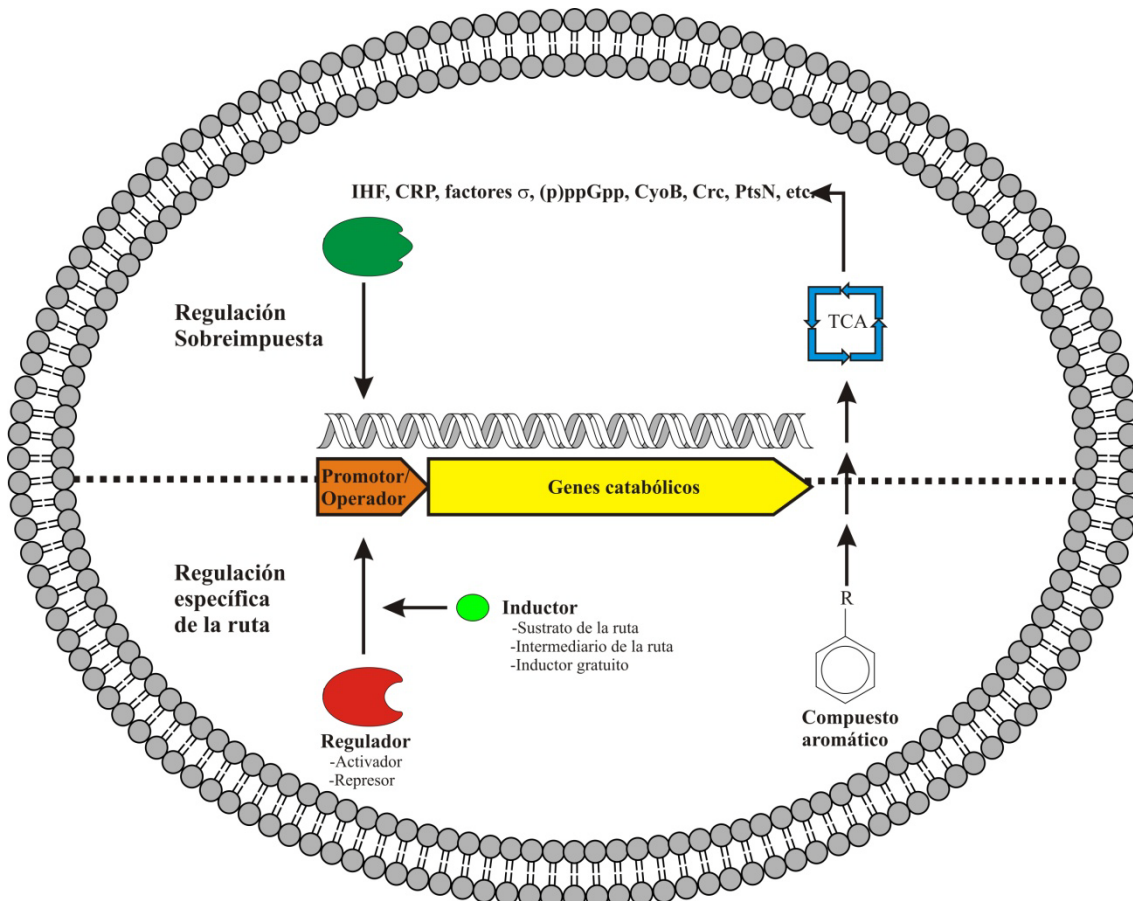 IHF, CRP, factores σ, (p)ppGpp, CyoB, Crc, PtsN, etc.
Regulación
Sobreimpuesta
TCA
Promotor/
Operador
Genes catabólicos
Regulación
específica
de la ruta
Inductor
-Sustrato de la ruta
-Intermediario de la ruta
-Inductor gratuito
Regulador
-Activador
-Represor
R
Compuesto
aromático